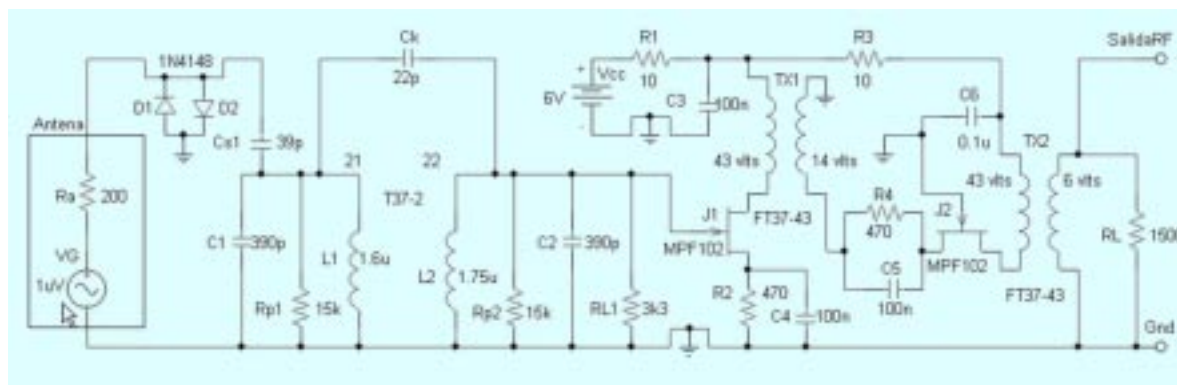 1N4148
D1
D2
Antena
Ra
200
VG
1uV
Cs1
39p
Ck
22p
21
22
T37-2
C1
390p
Rp1
15k
L1
1.6u
L2
1.75u
Rp2
15k
C2
390p
RL1
3k3
R1
10
+
Vcc
6V
-
C3
100n
TX1
43 vlts
14 vlts
FT37-43
J1
MPF102
R2
470
C4
100n
R3
10
C6
0.1u
R4
470
C5
100n
J2
MPF102
TX2
43 vlts
6 vlts
FT37-43
RL
150
SalidaRF
Gnd